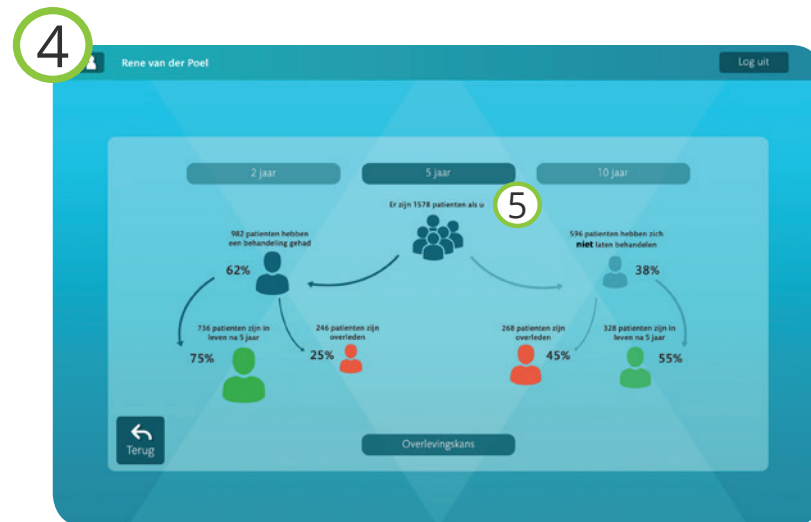 4
Rene van der Poel
Log uit
2 jaar
5 jaar
10 jaar
Er zijn 1578 patienten als u
5
982 patienten hebben
een behandeling gehad
62%
596 patienten hebben zich
niet laten behandelen
38%
736 patienten zijn in
leven na 5 jaar
75%
246 patienten zijn
overleden
25%
268 patienten zijn
overleden
45%
328 patienten zijn in
leven na 5 jaar
55%
Terug
Overlevingskans